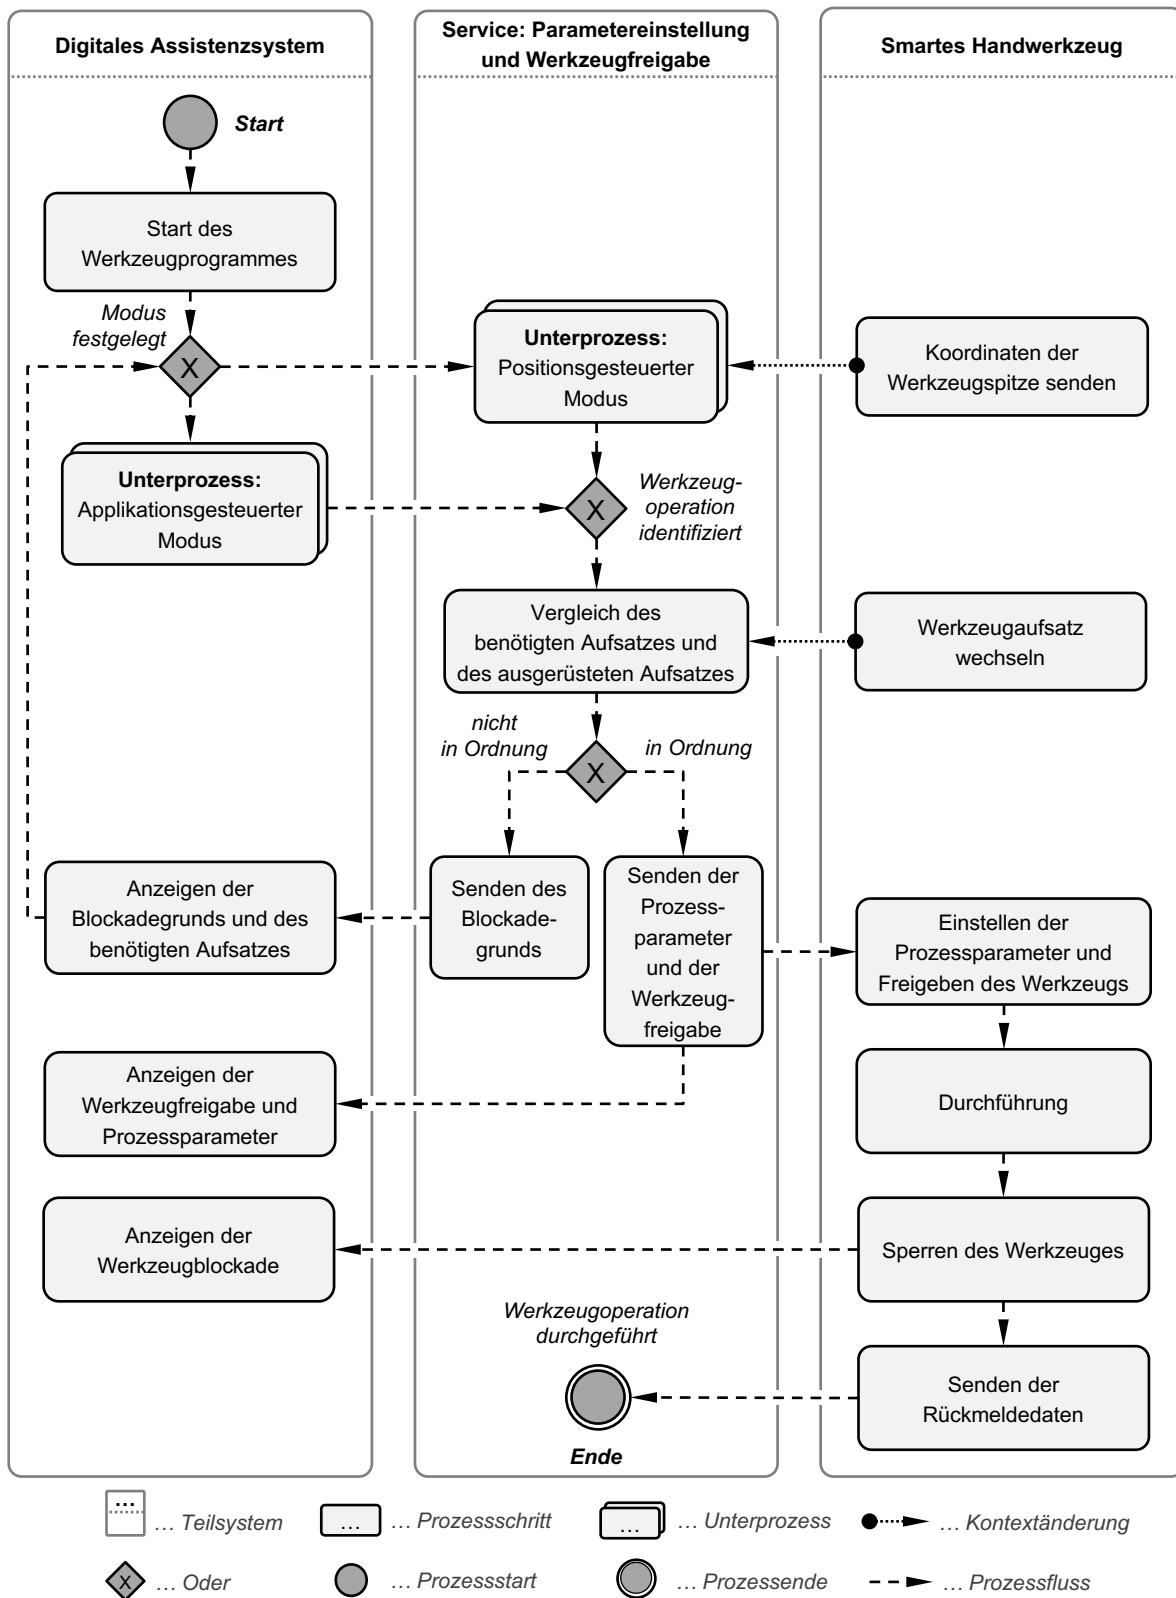 Digitales Assistenzsystem
Service: Parametereinstellung
und Werkzeugfreigabe
Smartes Handwerkzeug
Start
Start des
Werkzeugprogrammes
Modus
festgelegt
X
Unterprozess:
Positionsgesteuerter
Modus
Koordinaten der
Werkzeugspitze senden
Unterprozess:
Applikationsgesteuerter
Modus
X
Werkzeug-
operation
identifiziert
Vergleich des
benötigten Aufsatzes und
des ausgerüsteten Aufsatzes
Werkzeugaufsatz
wechseln
nicht
in Ordnung
X
in Ordnung
Anzeigen der
Blockadegrunds und des
benötigten Aufsatzes
Senden des
Blockade-
grunds
Senden der
Prozess-
parameter
und der
Werkzeug-
freigabe
Einstellen der
Prozessparameter und
Freigeben des Werkzeugs
Anzeigen der
Werkzeugfreigabe und
Prozessparameter
Durchführung
Anzeigen der
Werkzeugblockade
Sperren des Werkzeuges
Werkzeugoperation
durchgeführt
Ende
Senden der
Rückmeldedaten
... ... Teilsystem
... ... Prozessschritt
... ... Unterprozess
... Kontextänderung
X ... Oder
... Prozessstart
... Prozessende
... Prozessfluss